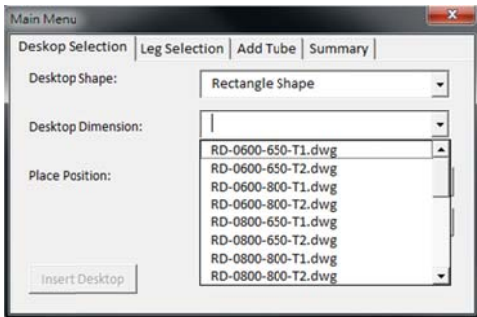 Main Menu
Deskop Selection Leg Selection Add Tube Summary
Desktop Shape: Rectangle Shape
Desktop Dimension:
RD-0600-650-T1.dwg
RD-0600-650-T2.dwg
Place Position: RD-0600-800-T1.dwg
RD-0600-800-T2.dwg
RD-0800-650-T1.dwg
RD-0800-650-T2.dwg
RD-0800-800-T1.dwg
Insert Desktop RD-0800-800-T2.dwg